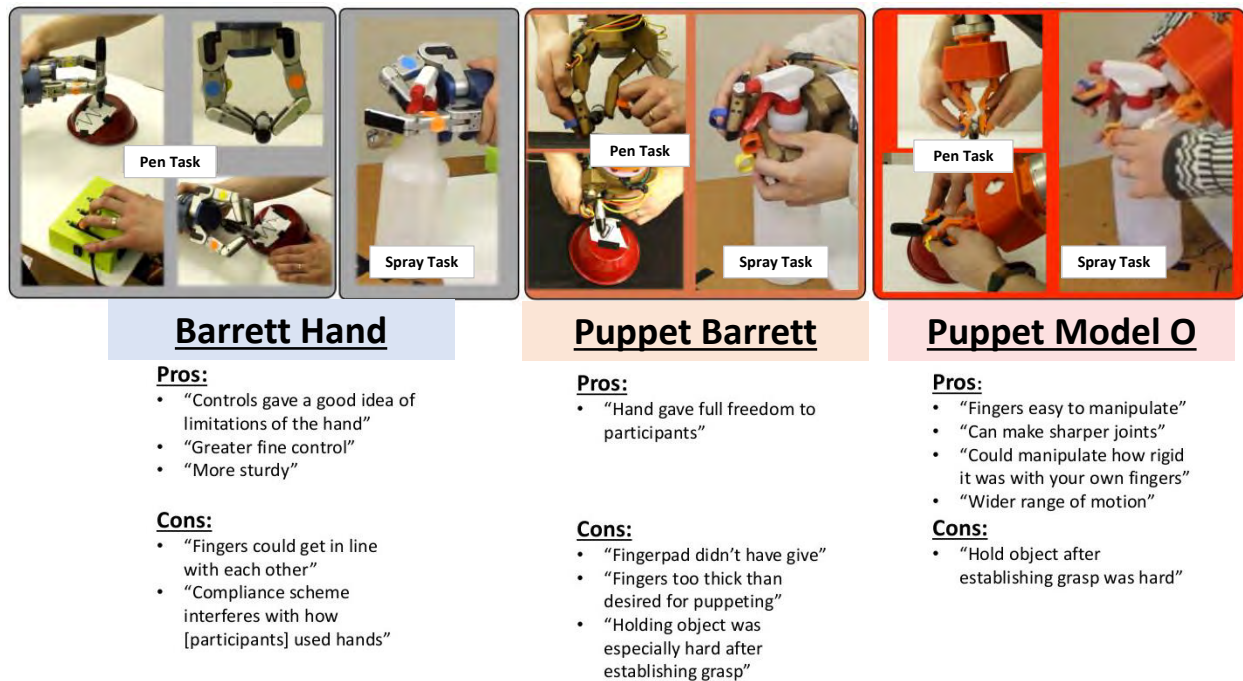 Pen Task
Spray Task
Pen Task
Spray Task
Pen Task
Spray Task
Barrett Hand
Pros:
• “Controls gave a good idea of
limitations of the hand”
• “Greater fine control”
• “More sturdy”
Cons:
• “Fingers could get in line
with each other”
• “Compliance scheme
interferes with how
[participants] used hands”
Puppet Barrett
Pros:
• “Hand gave full freedom to
participants”
Cons:
• “Fingerpad didn’t have give”
• “Fingers too thick than
desired for puppeting”
• “Holding object was
especially hard after
establishing grasp”
Puppet Model O
Pros:
• “Fingers easy to manipulate”
• “Can make sharper joints”
• “Could manipulate how rigid
it was with your own fingers”
• “Wider range of motion”
Cons:
• “Hold object after
establishing grasp was hard”